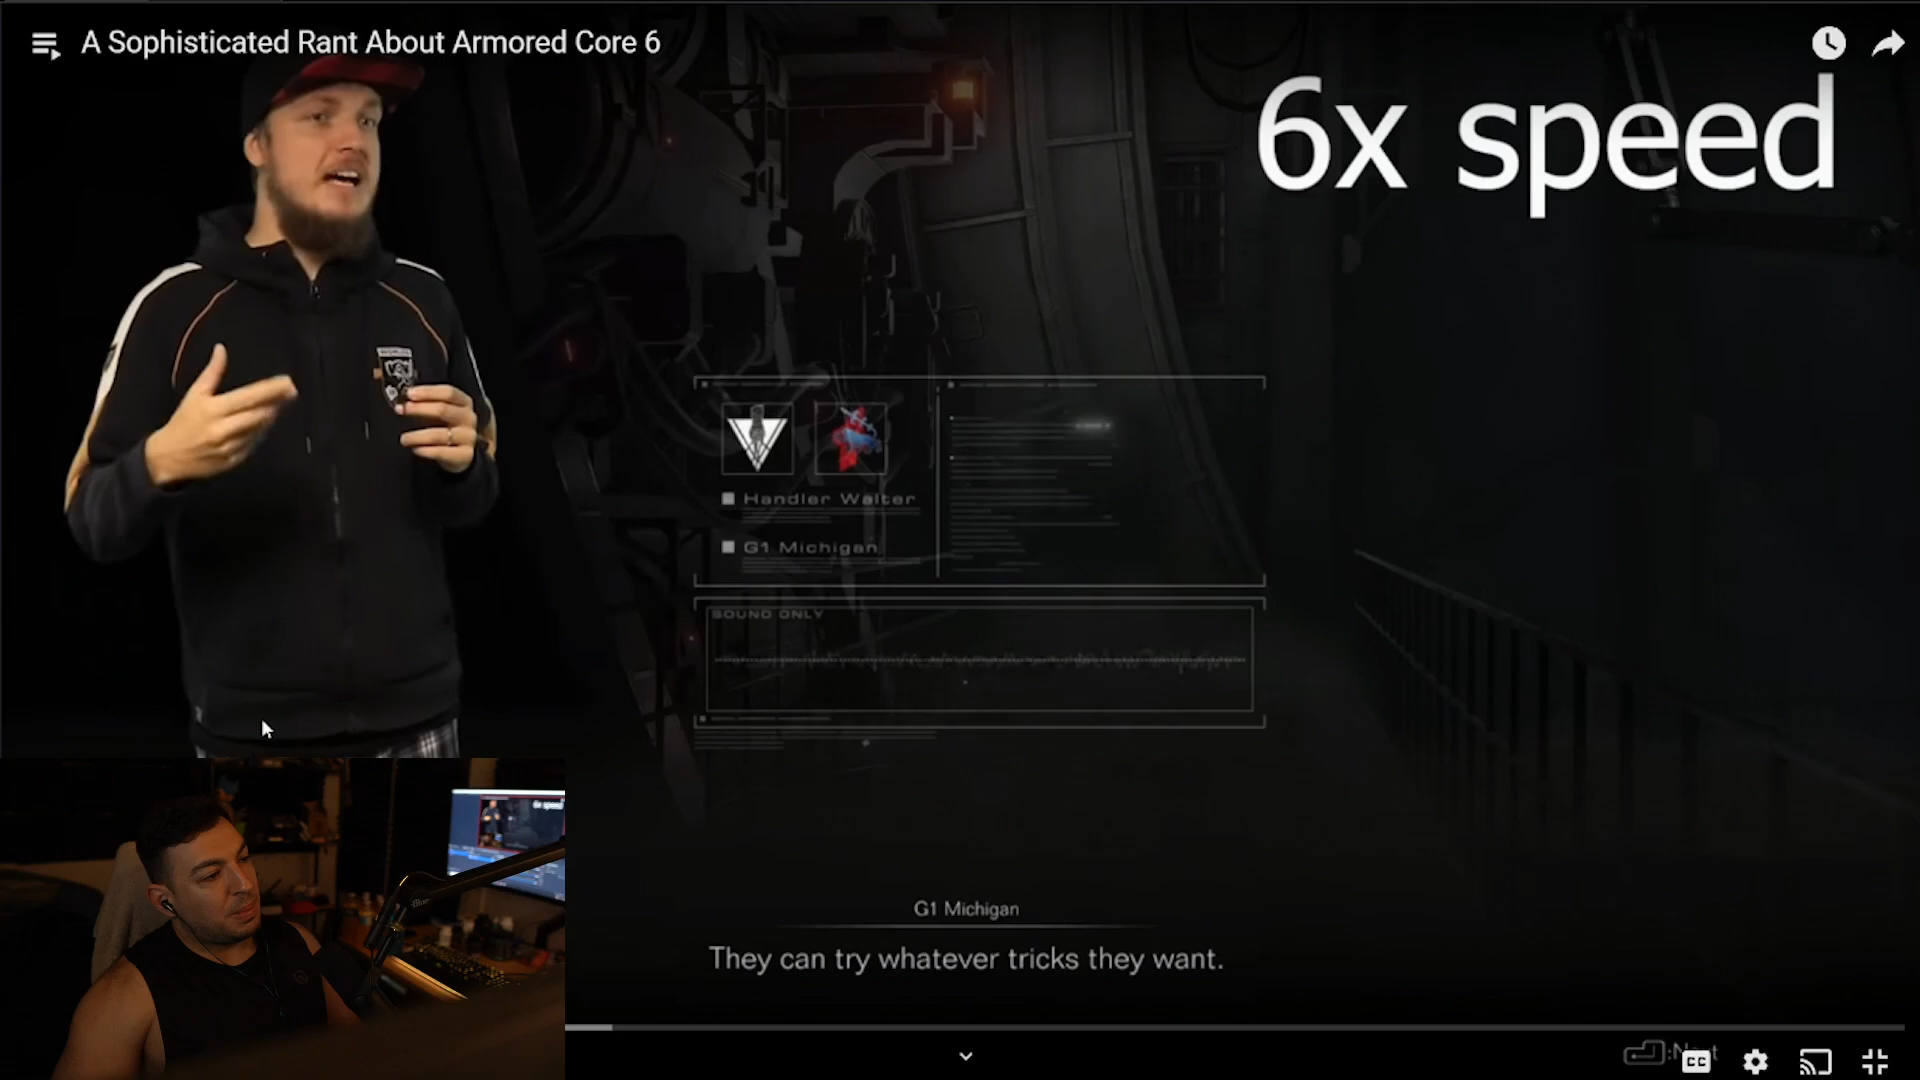 A Sophisticated Rant About Armored Core 6
6x speed
Handler Walter
G1 Michigan
SOUND ONLY
G1 Michigan
They can try whatever tricks they want.
CC